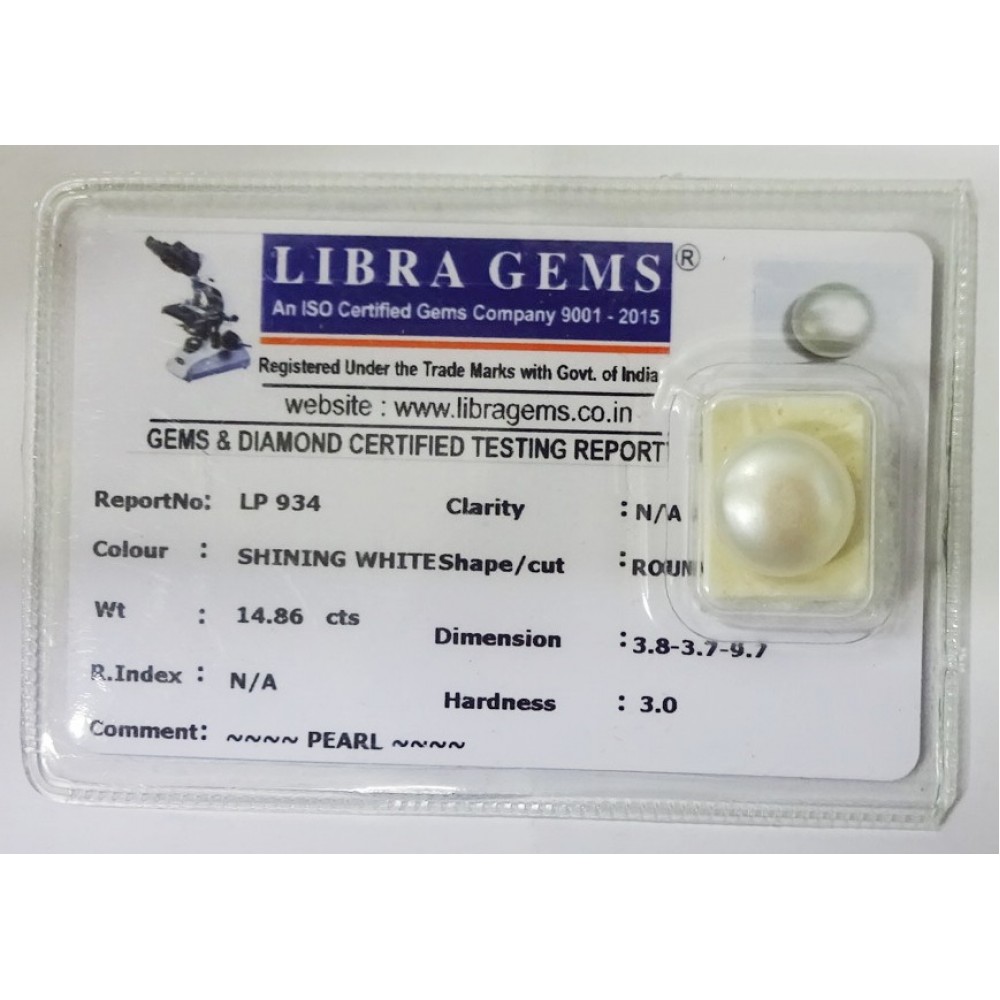 LIBRA GEMS ®
An ISO Certified Gems Company 9001 - 2015
Registered Under the Trade Marks with Govt. of India
website : www.libragems.co.in
GEMS & DIAMOND CERTIFIED TESTING REPORT
ReportNo: LP 934 Clarity : N/A
Colour : SHINING WHITE Shape/cut : ROUN
Wt : 14.86 cts
Dimension : 3.8-3.7-9.7
R.Index : N/A
Hardness : 3.0
Comment: ~~~~ PEARL ~~~~